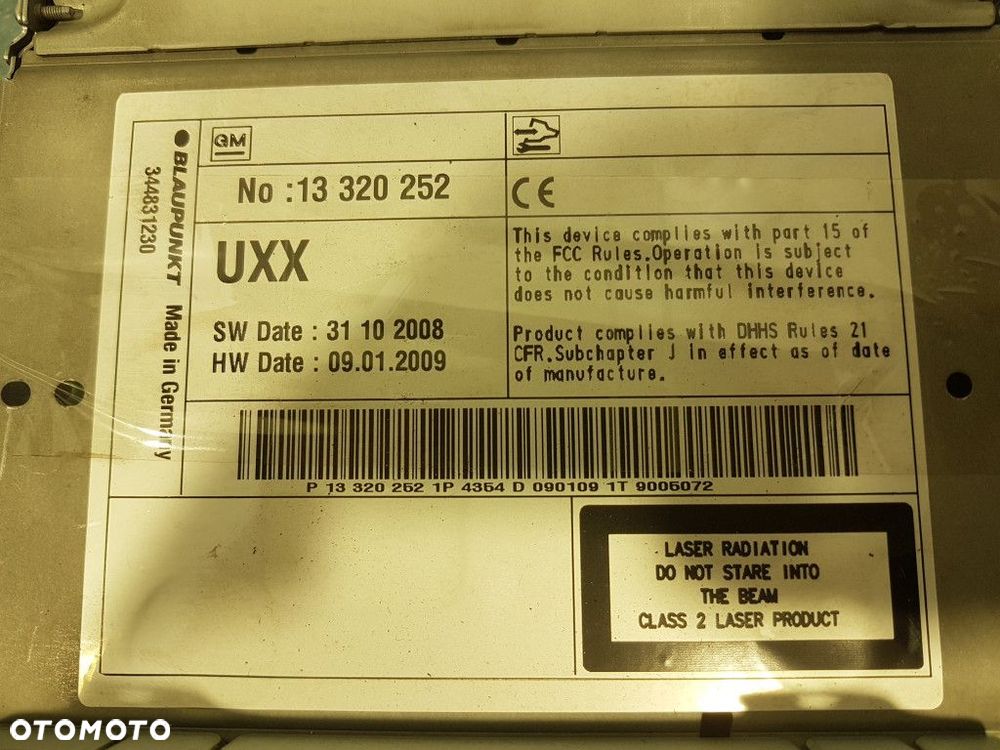 BLAUPUNKT Made in Germany
344831230
GM
No :13 320 252
CE
UXX
SW Date : 31 10 2008
HW Date : 09.01.2009
This device complies with part 15 of
the FCC Rules.Operation is subject
to the condition that this device
does not cause harmful interference.
Product complies with DHHS Rules 21
CFR.Subchapter J in effect as of date
of manufacture.
P 13 320 252 1P 4354 D 090109 1T 9005072
LASER RADIATION
DO NOT STARE INTO
THE BEAM
CLASS 2 LASER PRODUCT
OTOMOTO